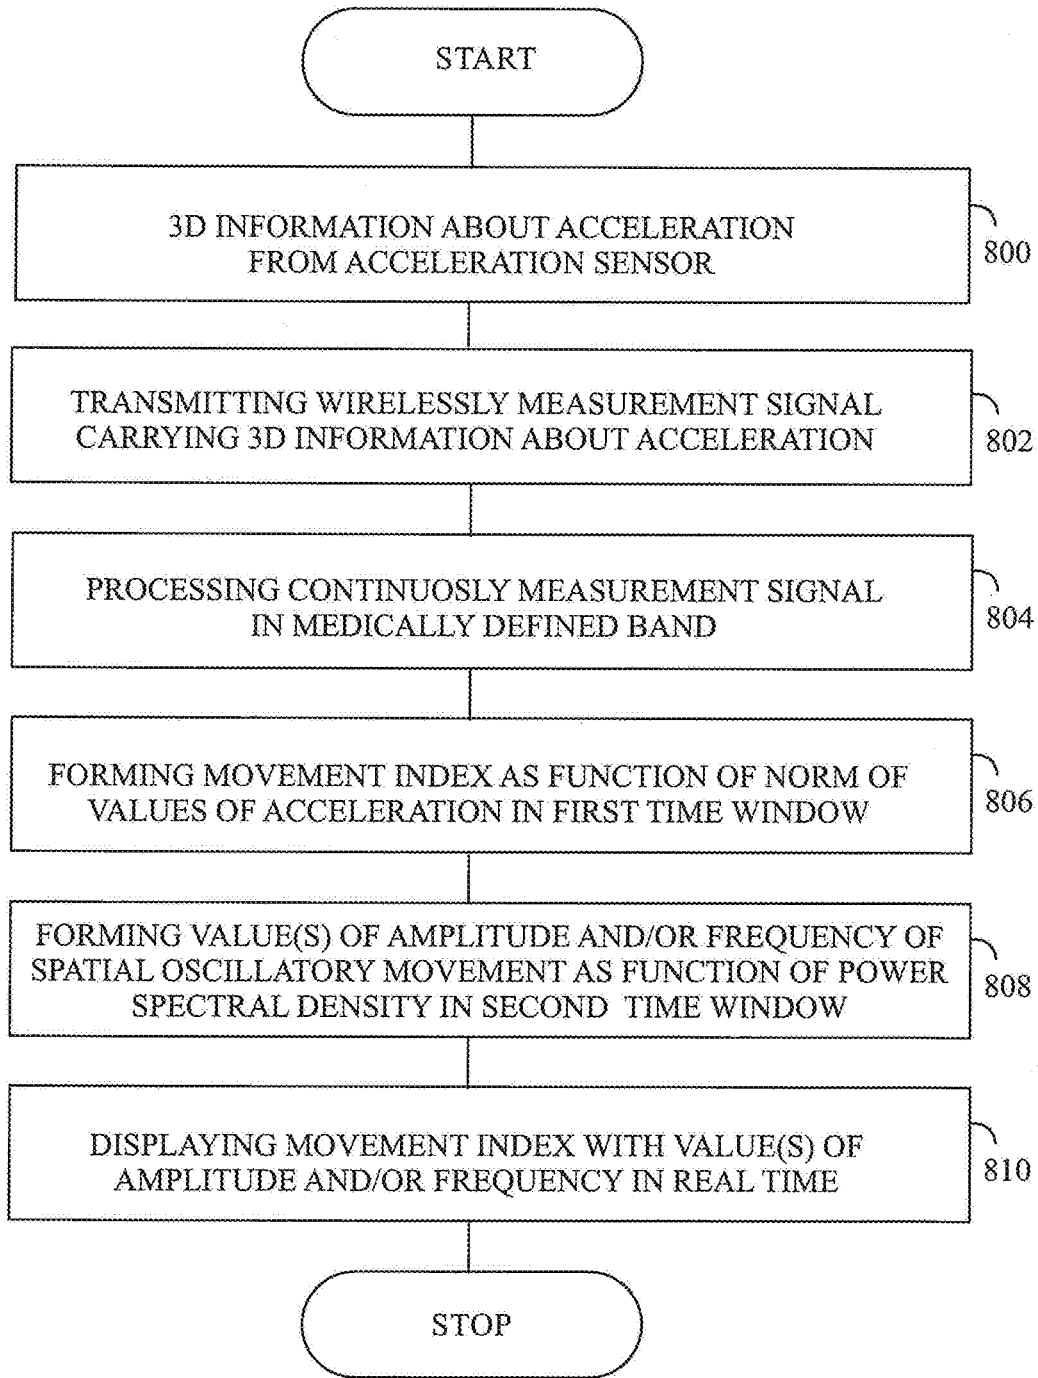 START
3D INFORMATION ABOUT ACCELERATION
FROM ACCELERATION SENSOR
800
TRANSMITTING WIRELESSLY MEASUREMENT SIGNAL
CARRYING 3D INFORMATION ABOUT ACCELERATION
802
PROCESSING CONTINUOSLY MEASUREMENT SIGNAL
IN MEDICALLY DEFINED BAND
804
FORMING MOVEMENT INDEX AS FUNCTION OF NORM OF
VALUES OF ACCELERATION IN FIRST TIME WINDOW
806
FORMING VALUE(S) OF AMPLITUDE AND/OR FREQUENCY OF
SPATIAL OSCILLATORY MOVEMENT AS FUNCTION OF POWER
SPECTRAL DENSITY IN SECOND TIME WINDOW
808
DISPLAYING MOVEMENT INDEX WITH VALUE(S) OF
AMPLITUDE AND/OR FREQUENCY IN REAL TIME
810
STOP